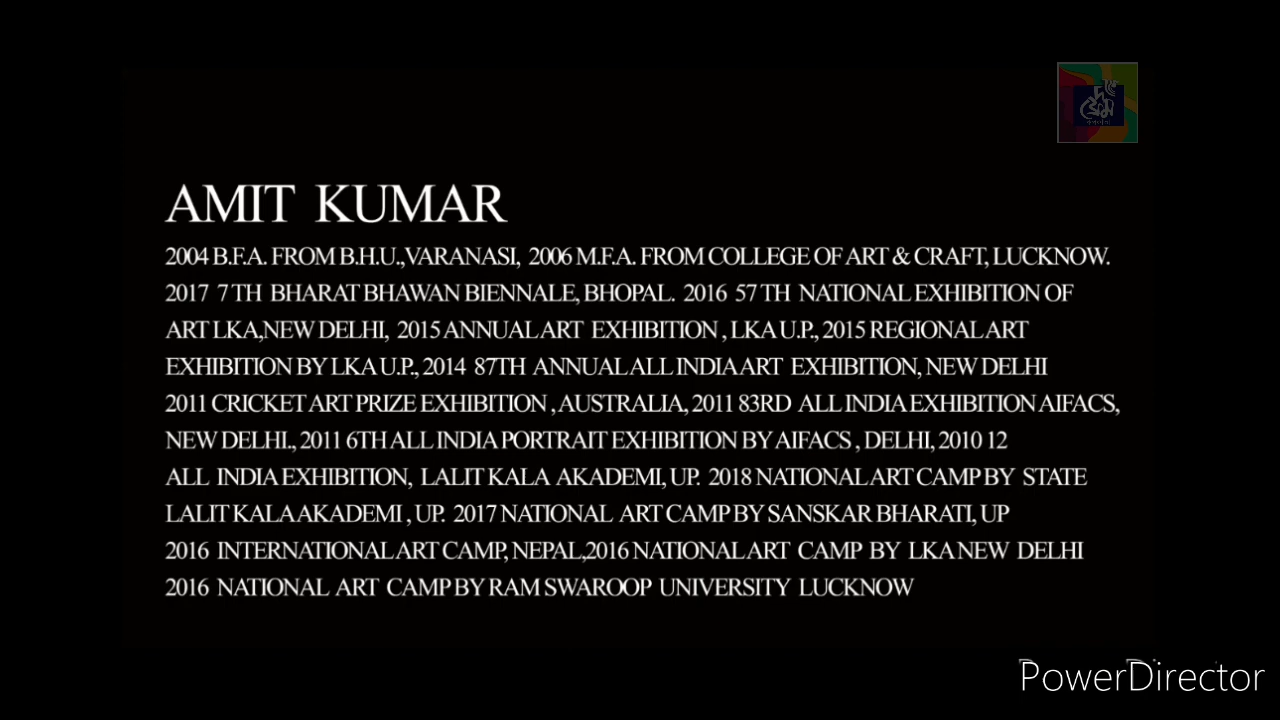 AMIT KUMAR
2004 B.F.A. FROM B.H.U.,VARANASI, 2006 M.F.A. FROM COLLEGE OF ART & CRAFT, LUCKNOW.
2017 7 TH BHARAT BHAWAN BIENNALE, BHOPAL. 2016 57 TH NATIONAL EXHIBITION OF
ART LKA,NEW DELHI, 2015 ANNUAL ART EXHIBITION , LKA U.P., 2015 REGIONAL ART
EXHIBITION BY LKA U.P., 2014 87TH ANNUAL ALL INDIA ART EXHIBITION, NEW DELHI
2011 CRICKET ART PRIZE EXHIBITION , AUSTRALIA, 2011 83RD ALL INDIA EXHIBITION AIFACS,
NEW DELHI., 2011 6TH ALL INDIA PORTRAIT EXHIBITION BY AIFACS , DELHI, 2010 12
ALL INDIA EXHIBITION, LALIT KALA AKADEMI, UP. 2018 NATIONAL ART CAMP BY STATE
LALIT KALA AKADEMI , UP. 2017 NATIONAL ART CAMP BY SANSKAR BHARATI, UP
2016 INTERNATIONAL ART CAMP, NEPAL,2016 NATIONAL ART CAMP BY LKA NEW DELHI
2016 NATIONAL ART CAMP BY RAM SWAROOP UNIVERSITY LUCKNOW
PowerDirector